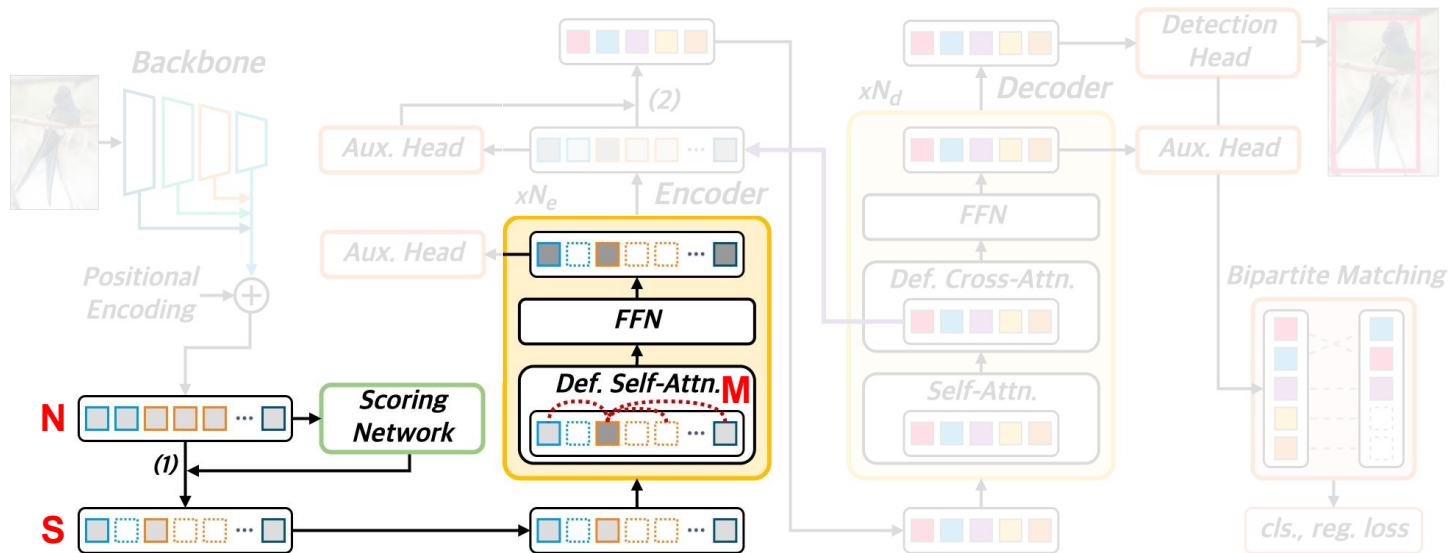 Backbone
Positional
Encoding
N
(1)
S
Scoring
Network
Aux. Head
(2)
Aux. Head
xNₑ
Encoder
FFN
Def. Self-Attn.
M
...
...
...
...
...
...
xN_d
Decoder
FFN
Def. Cross-Attn.
Self-Attn.
Detection
Head
Aux. Head
Bipartite Matching
cls., reg. loss